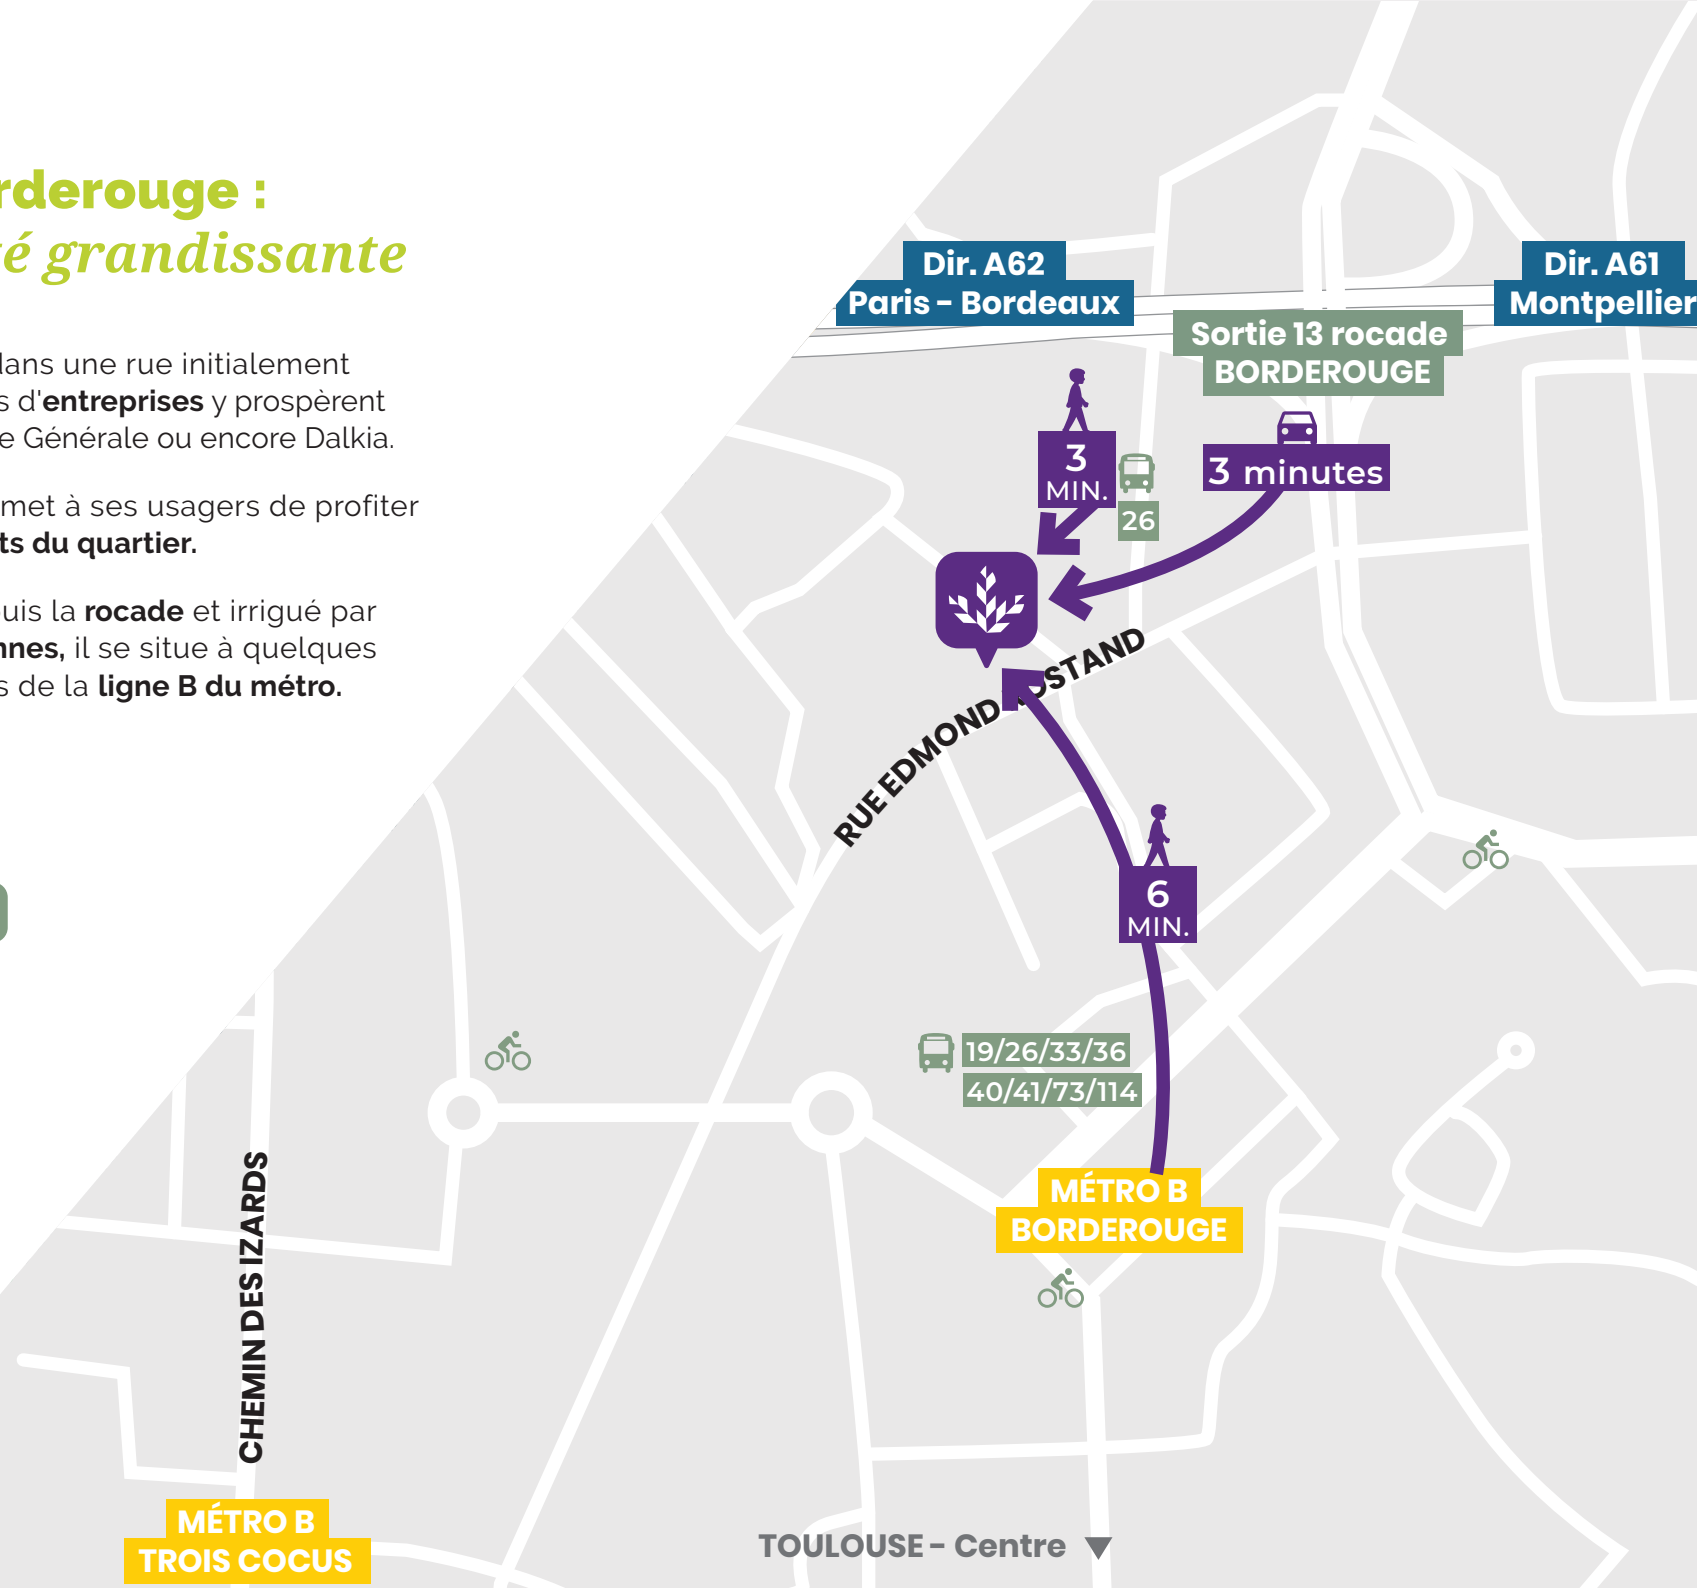 rderouge :
té grandissante
dans une rue initialement
s d'entreprises y prospèrent
e Générale ou encore Dalkia.
met à ses usagers de profiter
ts du quartier.
uis la rocade et irrigué par
nnes, il se situe à quelques
s de la ligne B du métro.
Dir. A62
Paris - Bordeaux
Dir. A61
Montpellier
Sortie 13 rocade
BORDEROUGE
3
MIN.
26
3 minutes
RUE EDMOND ROSTAND
6
MIN.
19/26/33/36
40/41/73/114
MÉTRO B
BORDEROUGE
CHEMIN DES IZARDS
MÉTRO B
TROIS COCUS
TOULOUSE - Centre